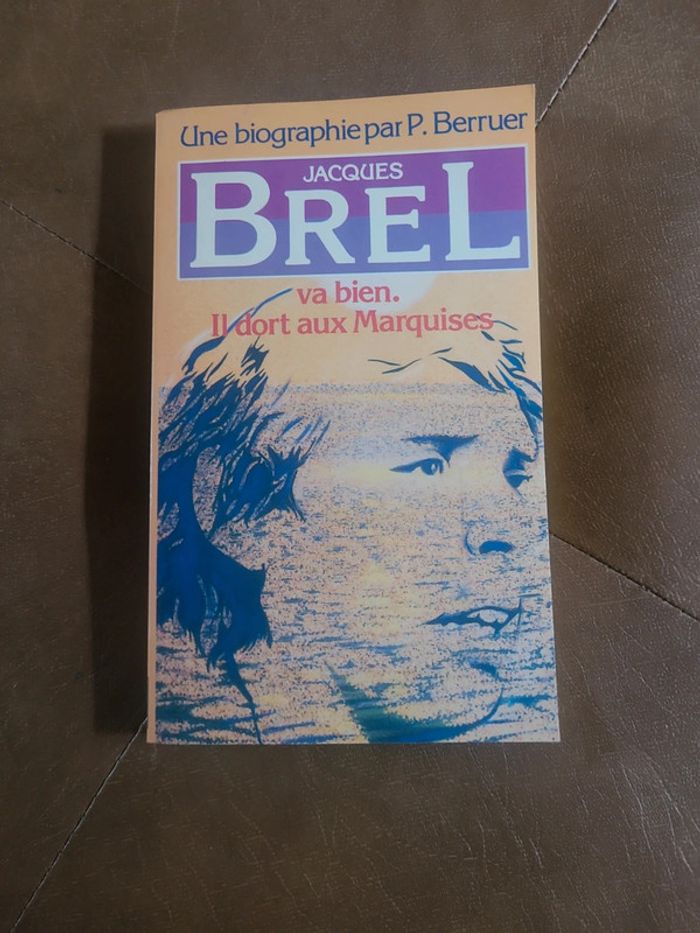 Une biographie par P. Berruer
JACQUES
BREL
va bien.
Il dort aux Marquises